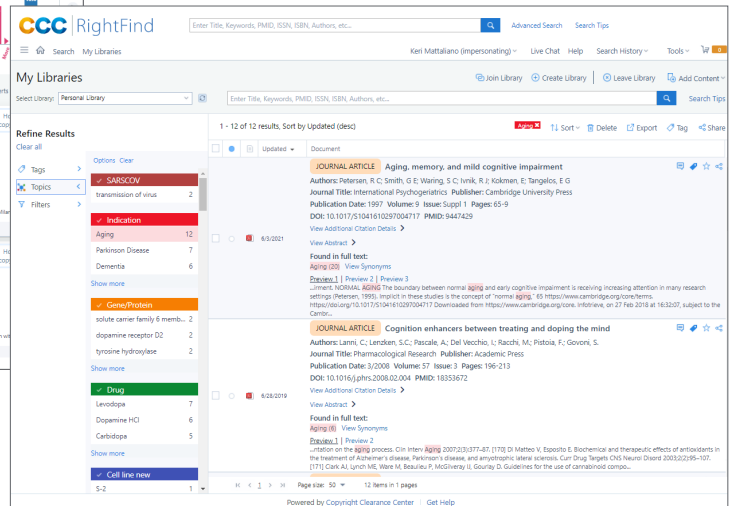 CCC RightFind
Enter Title, Keywords, PMID, ISSN, ISBN, Authors, etc...
Advanced Search Search Tips
Search My Libraries
Keri Mattaliano (impersonating) Live Chat Help Search History Tools 0
My Libraries
Join Library Create Library Leave Library Add Content
Select Library: Personal Library
Enter Title, Keywords, PMID, ISSN, ISBN, Authors, etc...
Search Tips
Refine Results
Clear all
Tags
Topics
Filters
Options Clear
SARSCOV
transmission of virus 2
Indication
Aging 12
Parkinson Disease 7
Dementia 6
Show more
Gene/Protein
solute carrier family 6 memb... 2
dopamine receptor D2 2
tyrosine hydroxylase 2
Show more
Drug
Levodopa 7
Dopamine HCl 6
Carbidopa 5
Show more
Cell line new
S-2 1
1 - 12 of 12 results, Sort by Updated (desc)
Aging Sort Delete Export Tag Share
Updated Document
JOURNAL ARTICLE Aging, memory, and mild cognitive impairment
Authors: Petersen, R C; Smith, G E; Waring, S C; Ivnik, R J; Kokmen, E; Tangelos, E G
Journal Title: International Psychogeriatrics Publisher: Cambridge University Press
Publication Date: 1997 Volume: 9 Issue: Suppl 1 Pages: 65-9
DOI: 10.1017/S1041610297004717 PMID: 9447429
View Additional Citation Details
6/3/2021
View Abstract
Found in full text:
Aging (20) View Synonyms
Preview 1 | Preview 2 | Preview 3
...irment. NORMAL AGING The boundary between normal aging and early cognitive impairment is receiving increasing attention in many research
settings (Petersen, 1995). Implicit in these studies is the concept of "normal aging," 65 https://www.cambridge.org/core/terms.
https://doi.org/10.1017/S1041610297004717 Downloaded from https://www.cambridge.org/core. Infotrieve, on 27 Feb 2018 at 16:32:07, subject to the
Cambr...
JOURNAL ARTICLE Cognition enhancers between treating and doping the mind
Authors: Lanni, C.; Lenzken, S.C.; Pascale, A.; Del Vecchio, I.; Racchi, M.; Pistoia, F.; Govoni, S.
Journal Title: Pharmacological Research Publisher: Academic Press
Publication Date: 3/2008 Volume: 57 Issue: 3 Pages: 196-213
DOI: 10.1016/j.phrs.2008.02.004 PMID: 18353672
View Additional Citation Details
6/28/2019
View Abstract
Found in full text:
Aging (6) View Synonyms
Preview 1 | Preview 2
...ntation on the aging process. Clin Interv Aging 2007;2(3):377–87. [170] Di Matteo V, Esposito E. Biochemical and therapeutic effects of antioxidants in
the treatment of Alzheimer's disease, Parkinson's disease, and amyotrophic lateral sclerosis. Curr Drug Targets CNS Neurol Disord 2003;2(2):95–107.
[171] Clark AJ, Lynch ME, Ware M, Beaulieu P, McGilveray IJ, Gourlay D. Guidelines for the use of cannabinoid compo...
1 Page size: 50 12 items in 1 pages
Powered by Copyright Clearance Center | Get Help